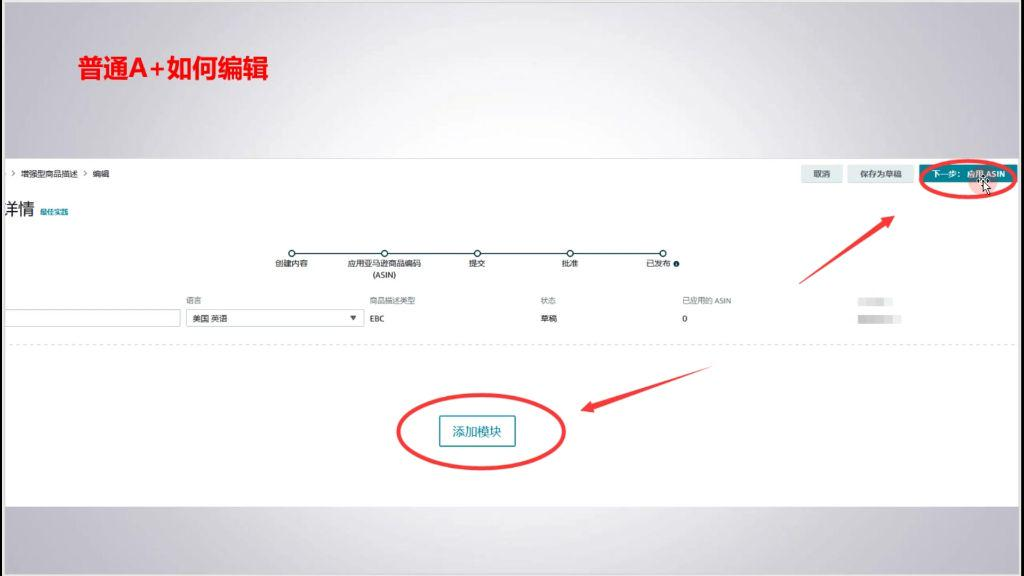 普通A+如何编辑
> 增强型商品描述 > 编辑
取消
保存为草稿
下一步： 应用 ASIN
详情 最佳实践
创建内容
应用亚马逊商品编码
(ASIN)
提交
批准
已发布
语言
商品描述类型
状态
已应用的 ASIN
美国 英语
EBC
草稿
0
添加模块